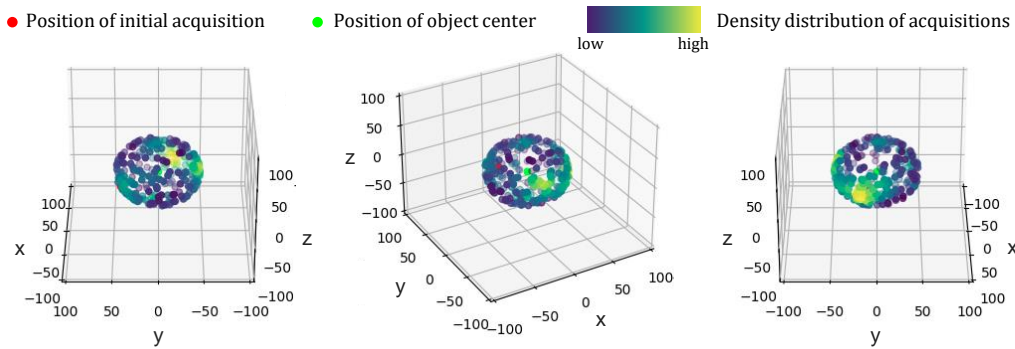 Position of initial acquisition
Position of object center
low high
Density distribution of acquisitions
100
50
0
−50
−100
x
100
50
0
−50
−100
z
100 50 0 −50 −100
y
100
50
0
−50
−100
z
100
50
0
−50
−100
y
−100 −50 0 50 100
x
100
50
0
−50
−100
z
−100
−50
0
50
100
x
−100 −50 0 50 100
y